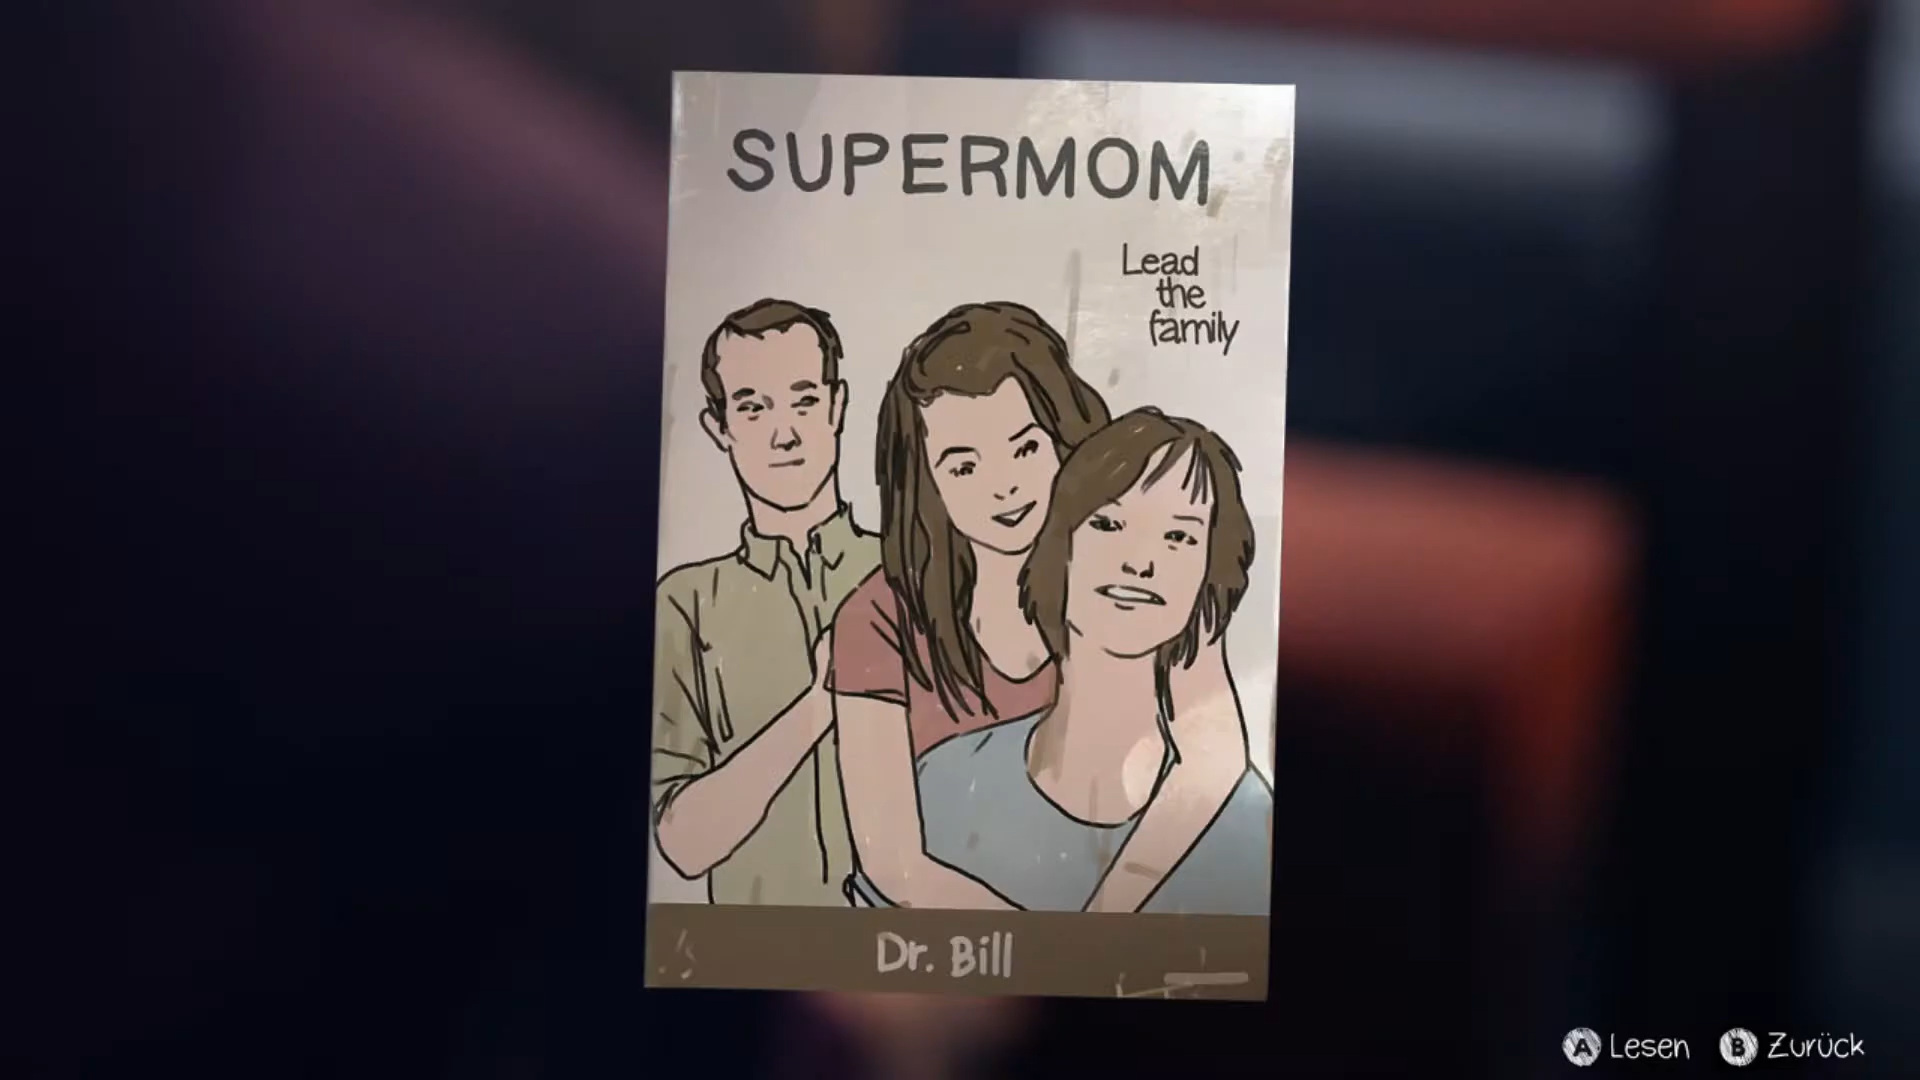 SUPERMOM
Lead
the
family
Dr. Bill
A Lesen B Zurück